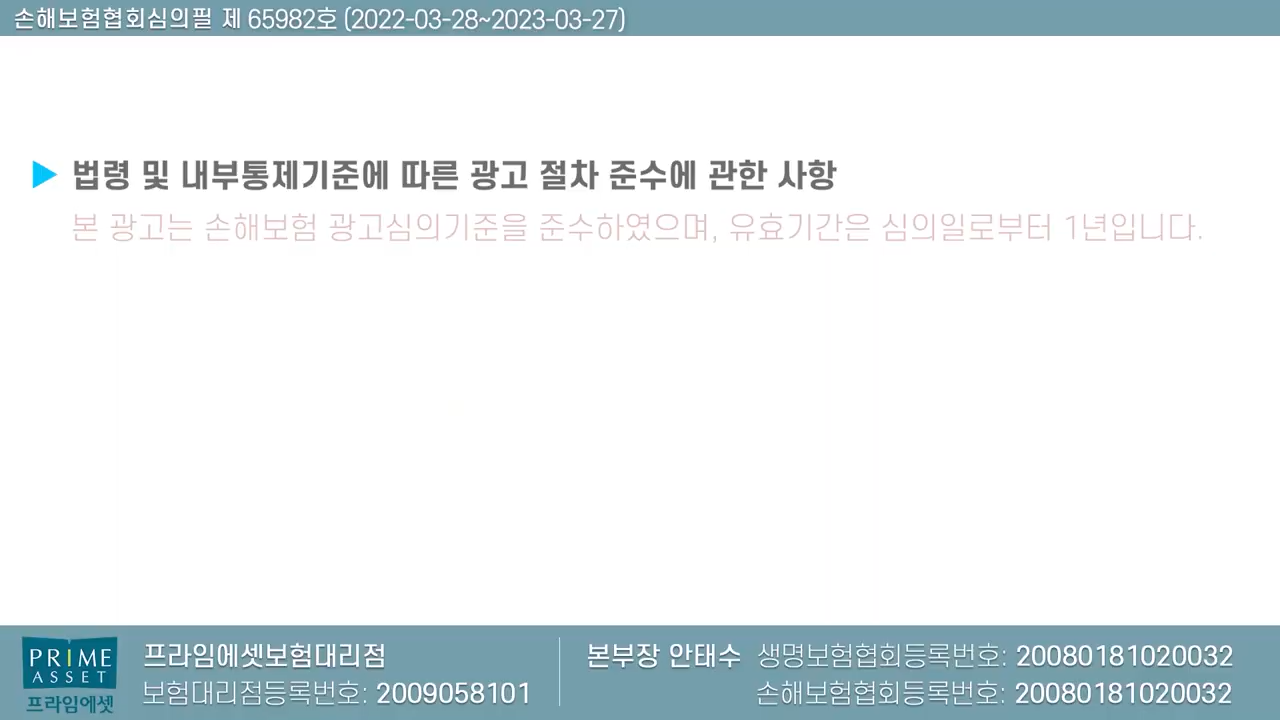 손해보험협회심의필 제 65982호 (2022-03-28~2023-03-27)
▶ 법령 및 내부통제기준에 따른 광고 절차 준수에 관한 사항
본 광고는 손해보험 광고심의기준을 준수하였으며, 유효기간은 심의일로부터 1년입니다.
PRIME
ASSET
프라임에셋
프라임에셋보험대리점
보험대리점등록번호: 2009058101
본부장 안태수 생명보험협회등록번호: 20080181020032
손해보험협회등록번호: 20080181020032